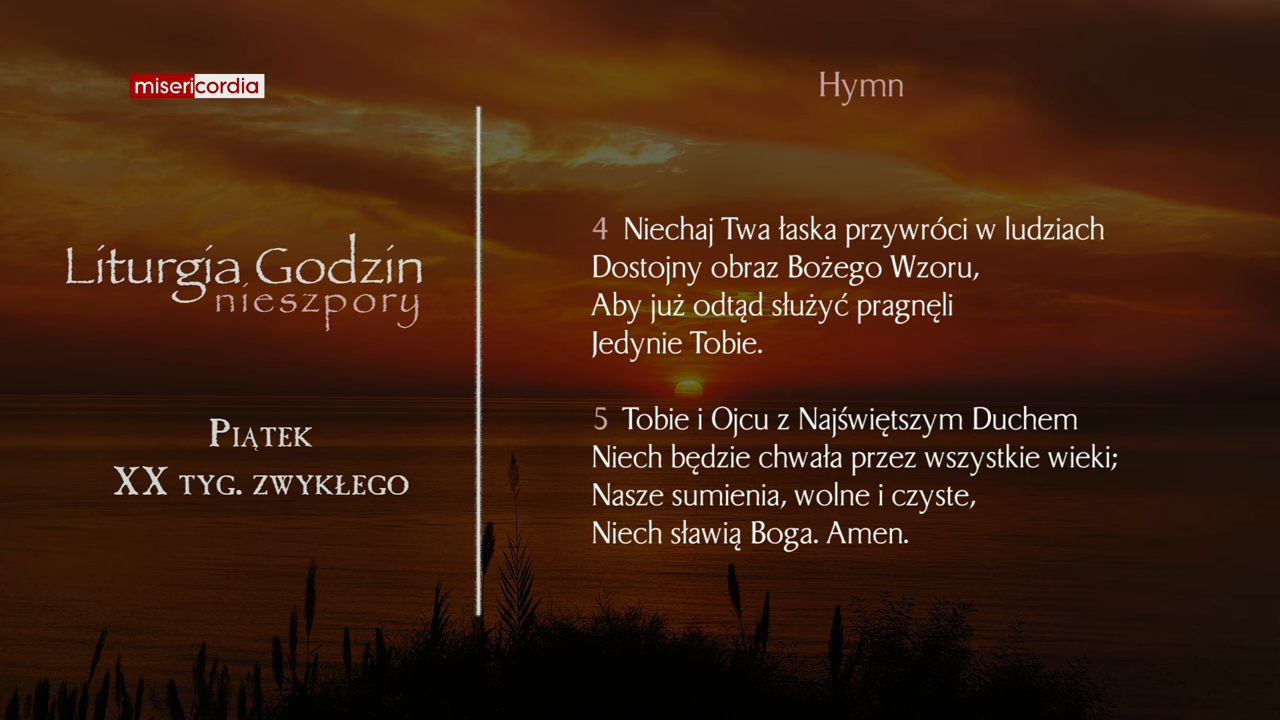 misericordia
Liturgia Godzin
nieszpory
Piątek
XX tyg. zwykłego
Hymn
4 Niechaj Twa łaska przywróci w ludziach
Dostojny obraz Bożego Wzoru,
Aby już odtąd służyć pragnęli
Jedynie Tobie.
5 Tobie i Ojcu z Najświętszym Duchem
Niech będzie chwała przez wszystkie wieki;
Nasze sumienia, wolne i czyste,
Niech sławią Boga. Amen.